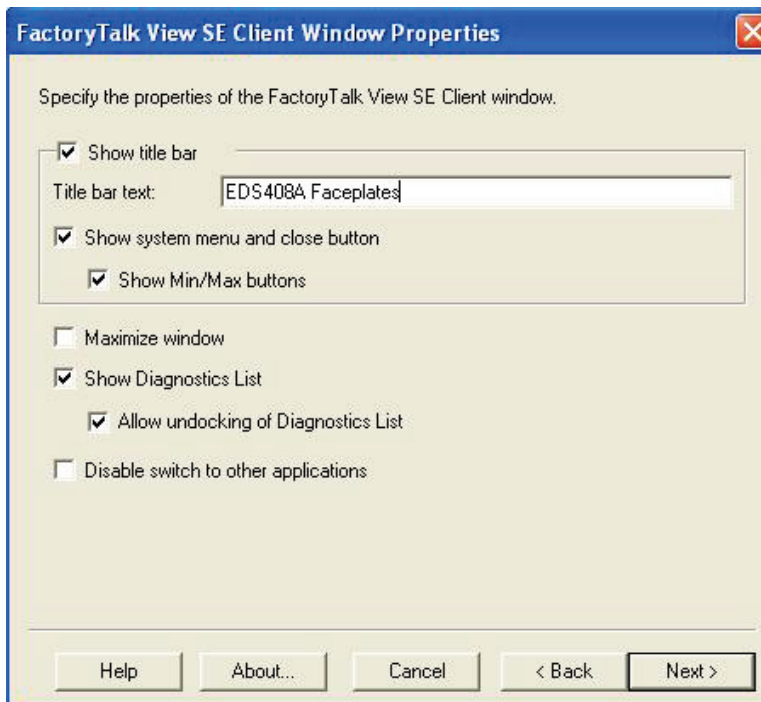 FactoryTalk View SE Client Window Properties
Specify the properties of the FactoryTalk View SE Client window.
Show title bar
Title bar text: EDS408A Faceplates
Show system menu and close button
Show Min/Max buttons
Maximize window
Show Diagnostics List
Allow undocking of Diagnostics List
Disable switch to other applications
Help About... Cancel < Back Next >